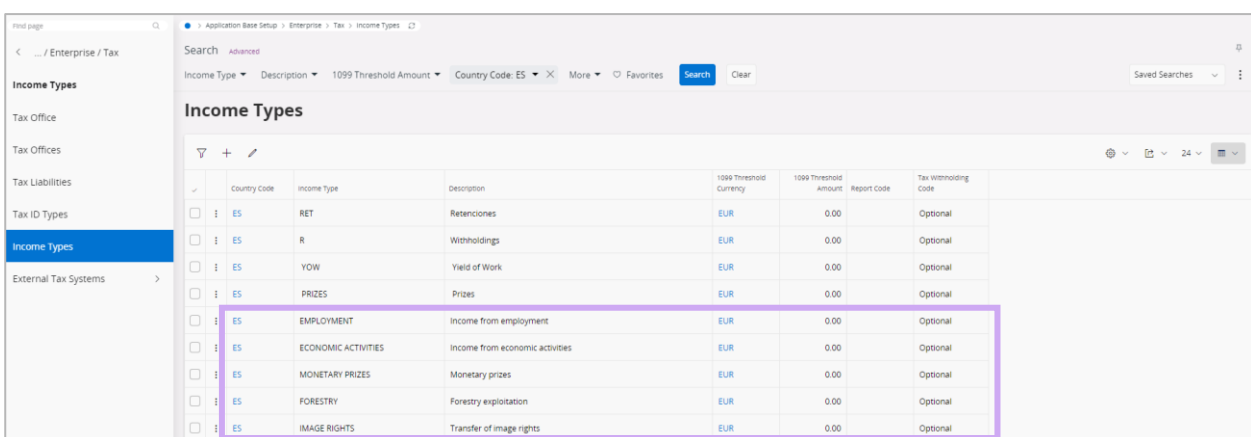 Find page
> Application Base Setup > Enterprise > Tax > Income Types
< ... / Enterprise / Tax
Search Advanced
Income Type Description 1099 Threshold Amount Country Code: ES More Favorites Search Clear Saved Searches
Income Types
Income Types
Tax Office
Tax Offices
24
Tax Liabilities
Country Code Income Type Description 1099 Threshold Currency 1099 Threshold Amount Report Code Tax Withholding Code
Tax ID Types
ES RET Retenciones EUR 0.00 Optional
Income Types
ES R Withholdings EUR 0.00 Optional
External Tax Systems >
ES YOW Yield of Work EUR 0.00 Optional
ES PRIZES Prizes EUR 0.00 Optional
ES EMPLOYMENT Income from employment EUR 0.00 Optional
ES ECONOMIC ACTIVITIES Income from economic activities EUR 0.00 Optional
ES MONETARY PRIZES Monetary prizes EUR 0.00 Optional
ES FORESTRY Forestry exploitation EUR 0.00 Optional
ES IMAGE RIGHTS Transfer of image rights EUR 0.00 Optional